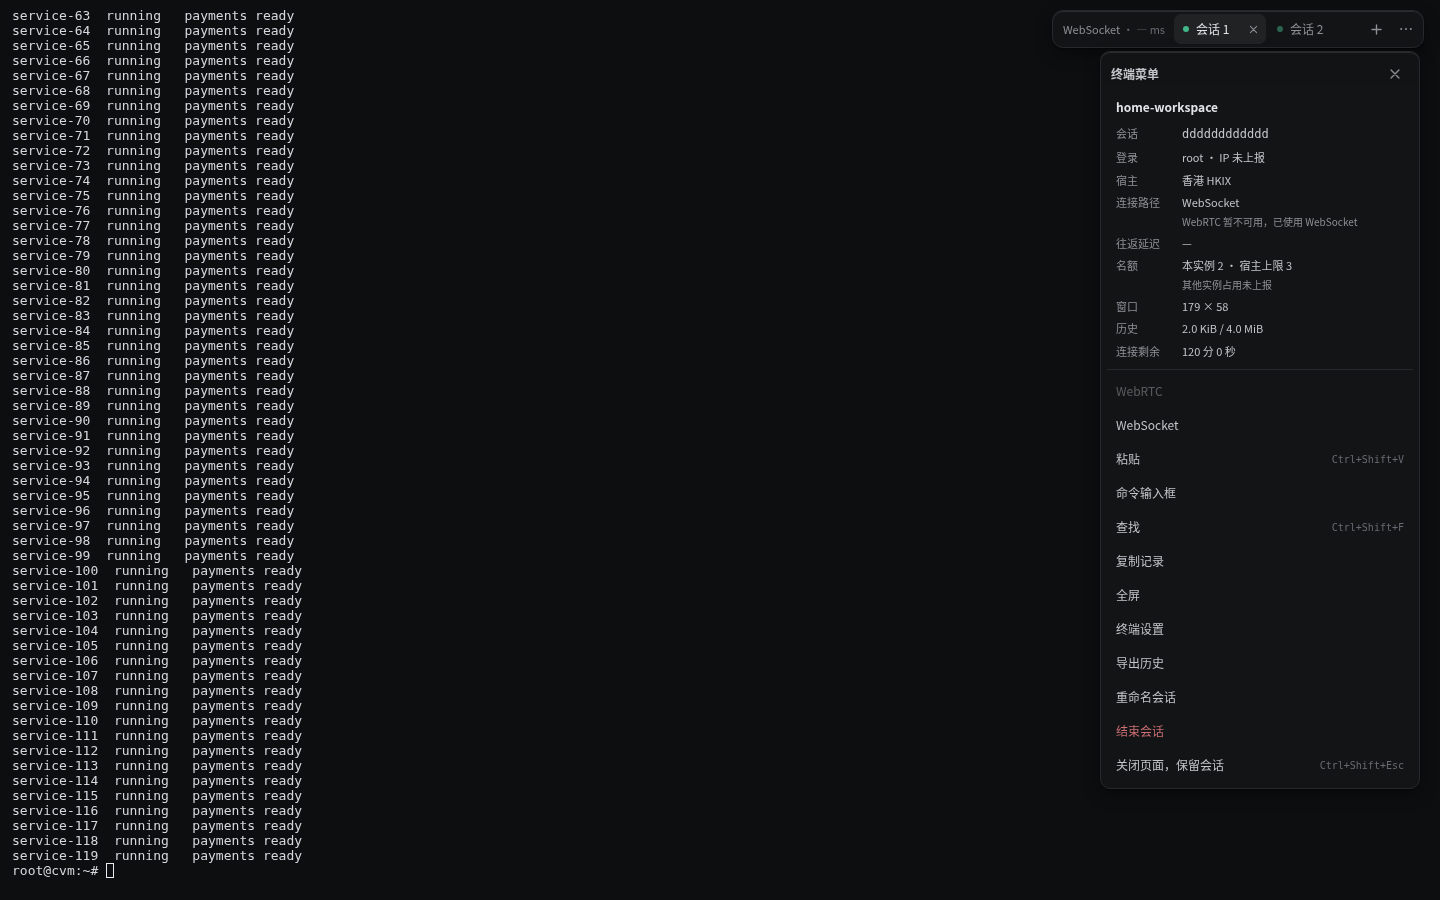 service-63  running   payments ready
service-64  running   payments ready
service-65  running   payments ready
service-66  running   payments ready
service-67  running   payments ready
service-68  running   payments ready
service-69  running   payments ready
service-70  running   payments ready
service-71  running   payments ready
service-72  running   payments ready
service-73  running   payments ready
service-74  running   payments ready
service-75  running   payments ready
service-76  running   payments ready
service-77  running   payments ready
service-78  running   payments ready
service-79  running   payments ready
service-80  running   payments ready
service-81  running   payments ready
service-82  running   payments ready
service-83  running   payments ready
service-84  running   payments ready
service-85  running   payments ready
service-86  running   payments ready
service-87  running   payments ready
service-88  running   payments ready
service-89  running   payments ready
service-90  running   payments ready
service-91  running   payments ready
service-92  running   payments ready
service-93  running   payments ready
service-94  running   payments ready
service-95  running   payments ready
service-96  running   payments ready
service-97  running   payments ready
service-98  running   payments ready
service-99  running   payments ready
service-100  running   payments ready
service-101  running   payments ready
service-102  running   payments ready
service-103  running   payments ready
service-104  running   payments ready
service-105  running   payments ready
service-106  running   payments ready
service-107  running   payments ready
service-108  running   payments ready
service-109  running   payments ready
service-110  running   payments ready
service-111  running   payments ready
service-112  running   payments ready
service-113  running   payments ready
service-114  running   payments ready
service-115  running   payments ready
service-116  running   payments ready
service-117  running   payments ready
service-118  running   payments ready
service-119  running   payments ready
root@cvm:~#
WebSocket · — ms 会话 1 × 会话 2 + ···
终端菜单 ×
home-workspace
会话 dddddddddddd
登录 root · IP 未上报
宿主 香港 HKIX
连接路径 WebSocket
WebRTC 暂不可用，已使用 WebSocket
往返延迟 —
名额 本实例 2 · 宿主上限 3
其他实例占用未上报
窗口 179 × 58
历史 2.0 KiB / 4.0 MiB
连接剩余 120 分 0 秒
WebRTC
WebSocket
粘贴 Ctrl+Shift+V
命令输入框
查找 Ctrl+Shift+F
复制记录
全屏
终端设置
导出历史
重命名会话
结束会话
关闭页面，保留会话 Ctrl+Shift+Esc